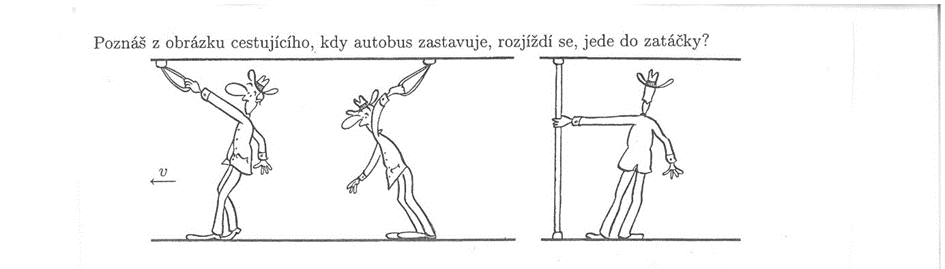 Poznáš z obrázku cestujícího, kdy autobus zastavuje, rozjíždí se, jede do zatáčky?
v